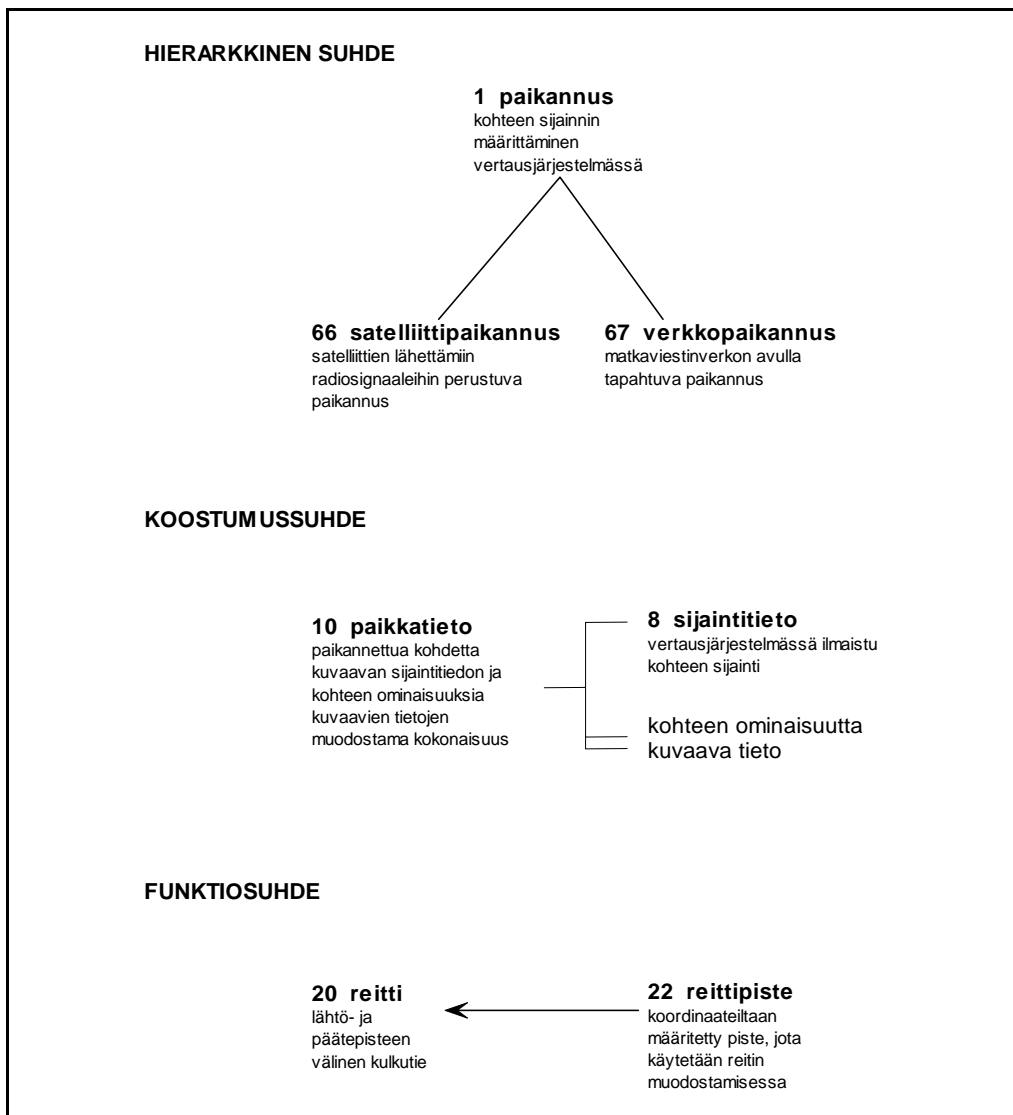 HIERARKKINEN SUHDE
1 paikannus
kohteen sijainnin
määrittäminen
vertausjärjestelmässä
66 satelliittipaikannus
satelliittien lähettämiin
radiosignaaleihin perustuva
paikannus
67 verkkopaikannus
matkaviestinverkon avulla
tapahtuva paikannus
KOOSTUMUSSUHDE
10 paikkatieto
paikannettua kohdetta
kuvaavan sijaintitiedon ja
kohteen ominaisuuksia
kuvaavien tietojen
muodostama kokonaisuus
8 sijaintitieto
vertausjärjestelmässä ilmaistu
kohteen sijainti
kohteen ominaisuutta
kuvaava tieto
FUNKTIOSUHDE
20 reitti
lähtö- ja
päätepisteen
välinen kulkutie
22 reittipiste
koordinaateiltaan
määritetty piste, jota
käytetään reitin
muodostamisessa